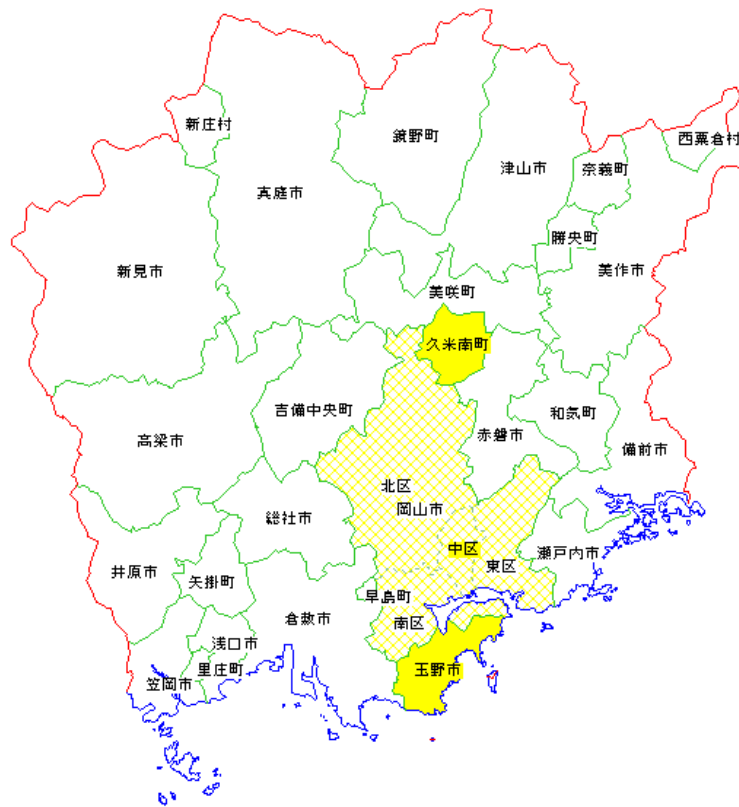 新庄村
鏡野町
西粟倉村
津山市
奈義町
真庭市
勝央町
新見市
美作市
美咲町
久米南町
吉備中央町
和気町
高梁市
赤磐市
備前市
北区
岡山市
総社市
中区
瀬戸内市
東区
井原市
矢掛町
早島町
倉敷市
南区
浅口市
里庄町
玉野市
笠岡市